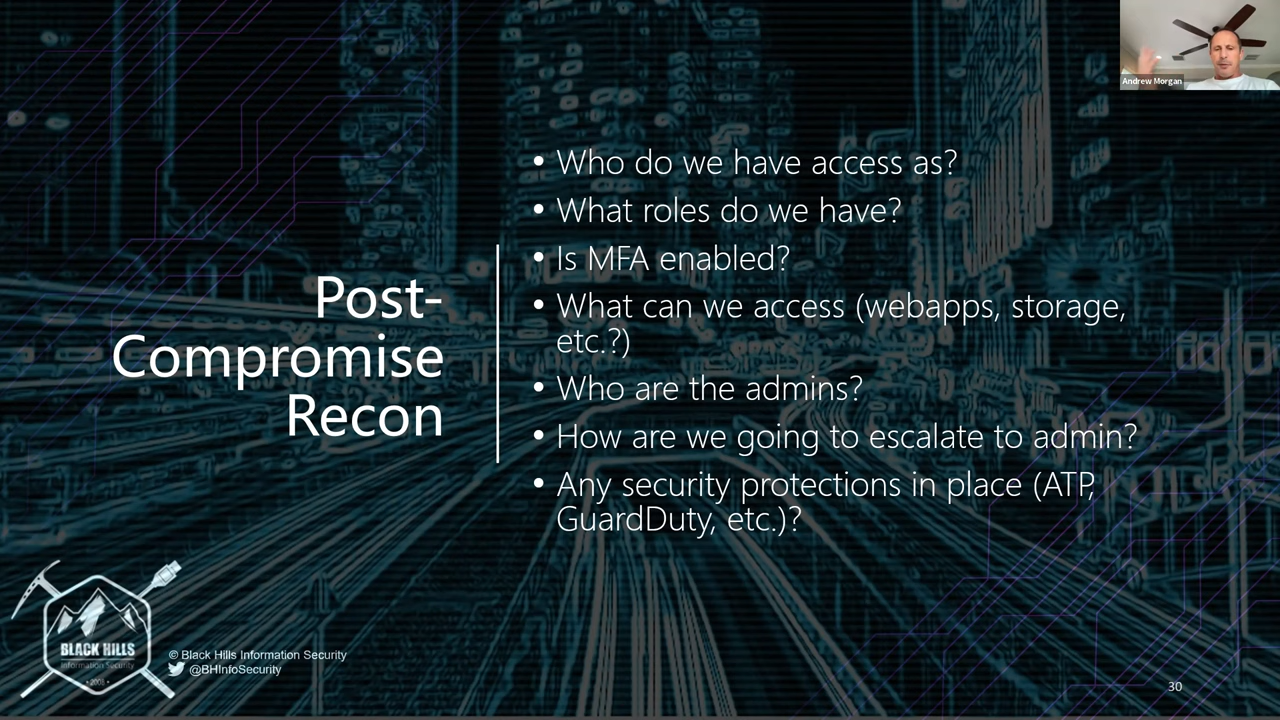 Andrew Morgan
Post-
Compromise
Recon
• Who do we have access as?
• What roles do we have?
• Is MFA enabled?
• What can we access (webapps, storage,
etc.?)
• Who are the admins?
• How are we going to escalate to admin?
• Any security protections in place (ATP,
GuardDuty, etc.)?
BLACK HILLS
Information Security
• 2008 •
© Black Hills Information Security
@BHInfoSecurity
30